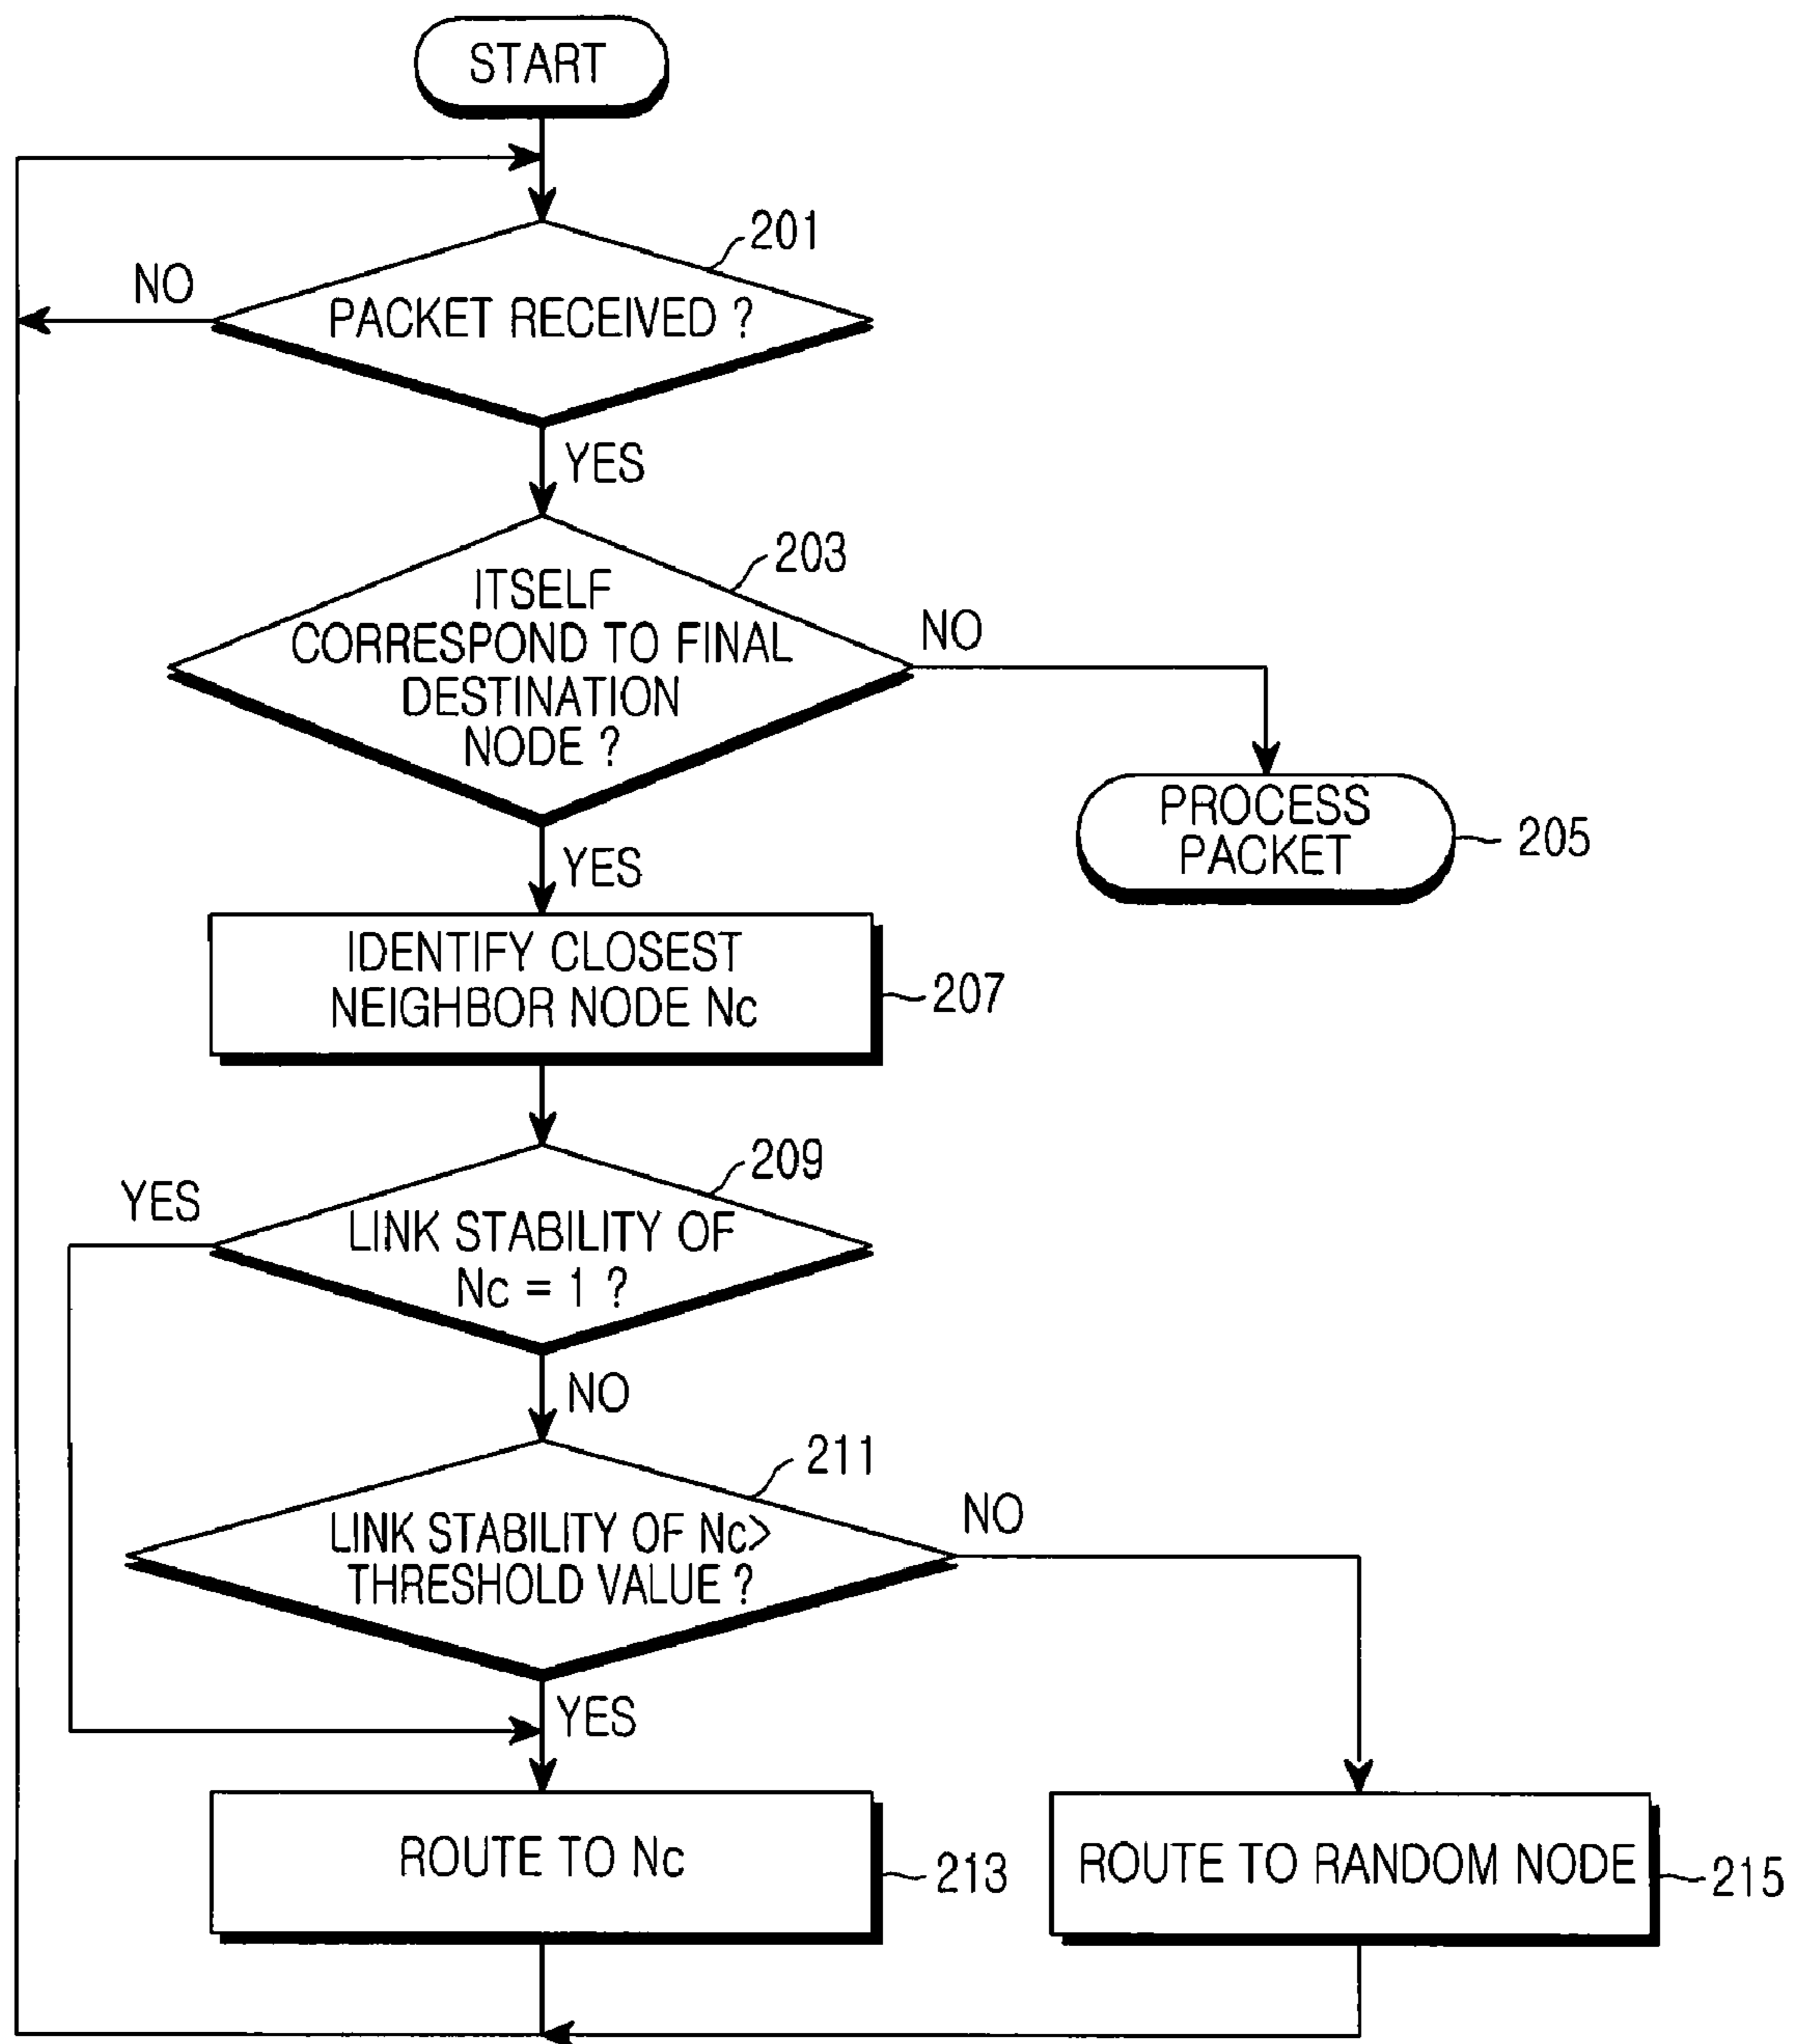 START
201
NO
PACKET RECEIVED ?
YES
203
ITSELF
CORRESPOND TO FINAL
DESTINATION
NODE ?
NO
PROCESS
PACKET
205
YES
IDENTIFY CLOSEST
NEIGHBOR NODE Nc
207
209
YES
LINK STABILITY OF
Nc = 1 ?
NO
211
LINK STABILITY OF Nc>
THRESHOLD VALUE ?
NO
YES
ROUTE TO Nc
213
ROUTE TO RANDOM NODE
215